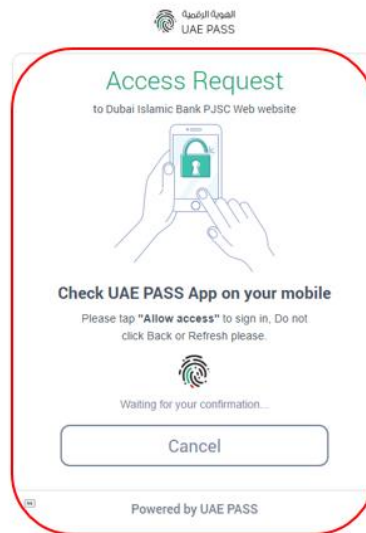 الهوية الرقمية
UAE PASS
Access Request
to Dubai Islamic Bank PJSC Web website
Check UAE PASS App on your mobile
Please tap "Allow access" to sign in, Do not
click Back or Refresh please.
Waiting for your confirmation...
Cancel
Powered by UAE PASS